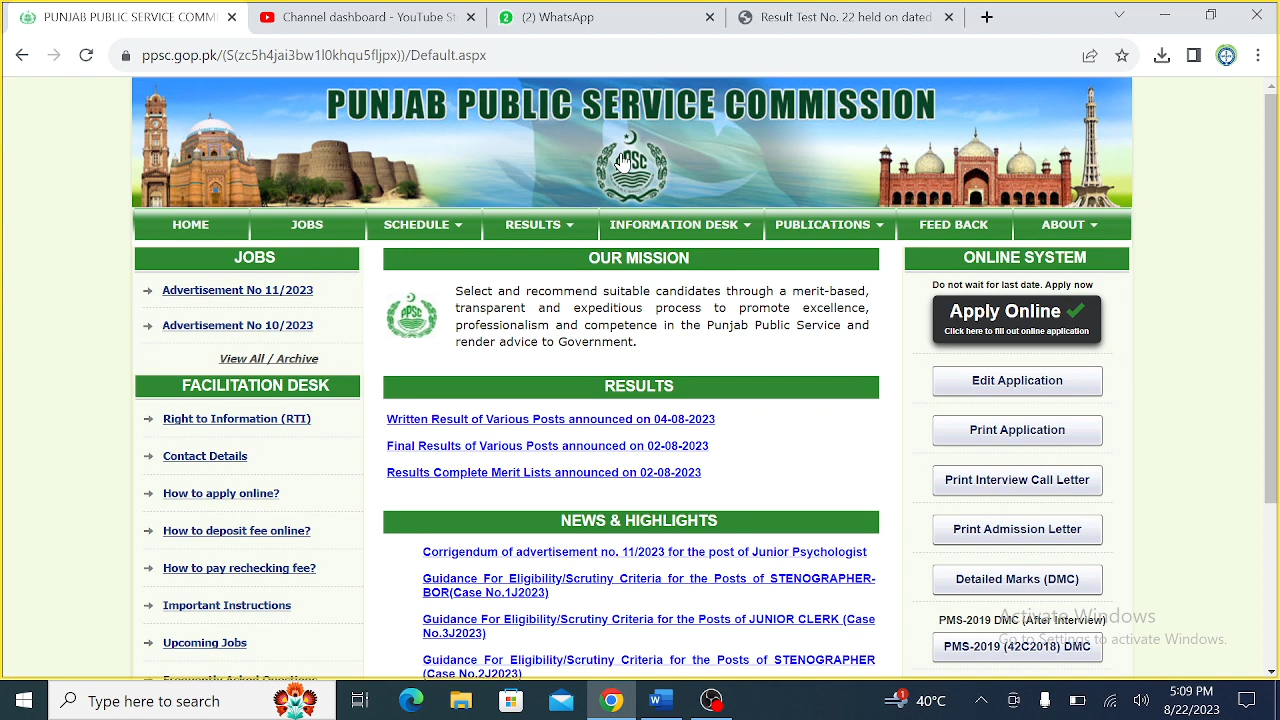 PUNJAB PUBLIC SERVICE COMMI
Channel dashboard - YouTube St
(2) WhatsApp
Result Test No. 22 held on dated
ppsc.gop.pk/(S(zc5h4jai3bw1l0khqu5fljpx))/Default.aspx
PUNJAB PUBLIC SERVICE COMMISSION
HOME
JOBS
SCHEDULE
RESULTS
INFORMATION DESK
PUBLICATIONS
FEED BACK
ABOUT
JOBS
Advertisement No 11/2023
Advertisement No 10/2023
View All / Archive
FACILITATION DESK
Right to Information (RTI)
Contact Details
How to apply online?
How to deposit fee online?
How to pay rechecking fee?
Important Instructions
Upcoming Jobs
Frequently Asked Questions
OUR MISSION
PPSC
Select and recommend suitable candidates through a merit-based,
transparent and expeditious process to promote excellence,
professionalism and competence in the Punjab Public Service and
render advice to Government.
RESULTS
Written Result of Various Posts announced on 04-08-2023
Final Results of Various Posts announced on 02-08-2023
Results Complete Merit Lists announced on 02-08-2023
NEWS & HIGHLIGHTS
Corrigendum of advertisement no. 11/2023 for the post of Junior Psychologist
Guidance For Eligibility/Scrutiny Criteria for the Posts of STENOGRAPHER-
BOR(Case No.1J2023)
Guidance For Eligibility/Scrutiny Criteria for the Posts of JUNIOR CLERK (Case
No.3J2023)
Guidance For Eligibility/Scrutiny Criteria for the Posts of STENOGRAPHER
(Case No.2J2023)
ONLINE SYSTEM
Do not wait for last date. Apply now
Apply Online
Click here to fill out online application
Edit Application
Print Application
Print Interview Call Letter
Print Admission Letter
Detailed Marks (DMC)
PMS-2019 DMC (After Interview)
PMS-2019 (42C2018) DMC
Activate Windows
Go to Settings to activate Windows.
Type here to search
1
40°C
5:09 PM
8/22/2023